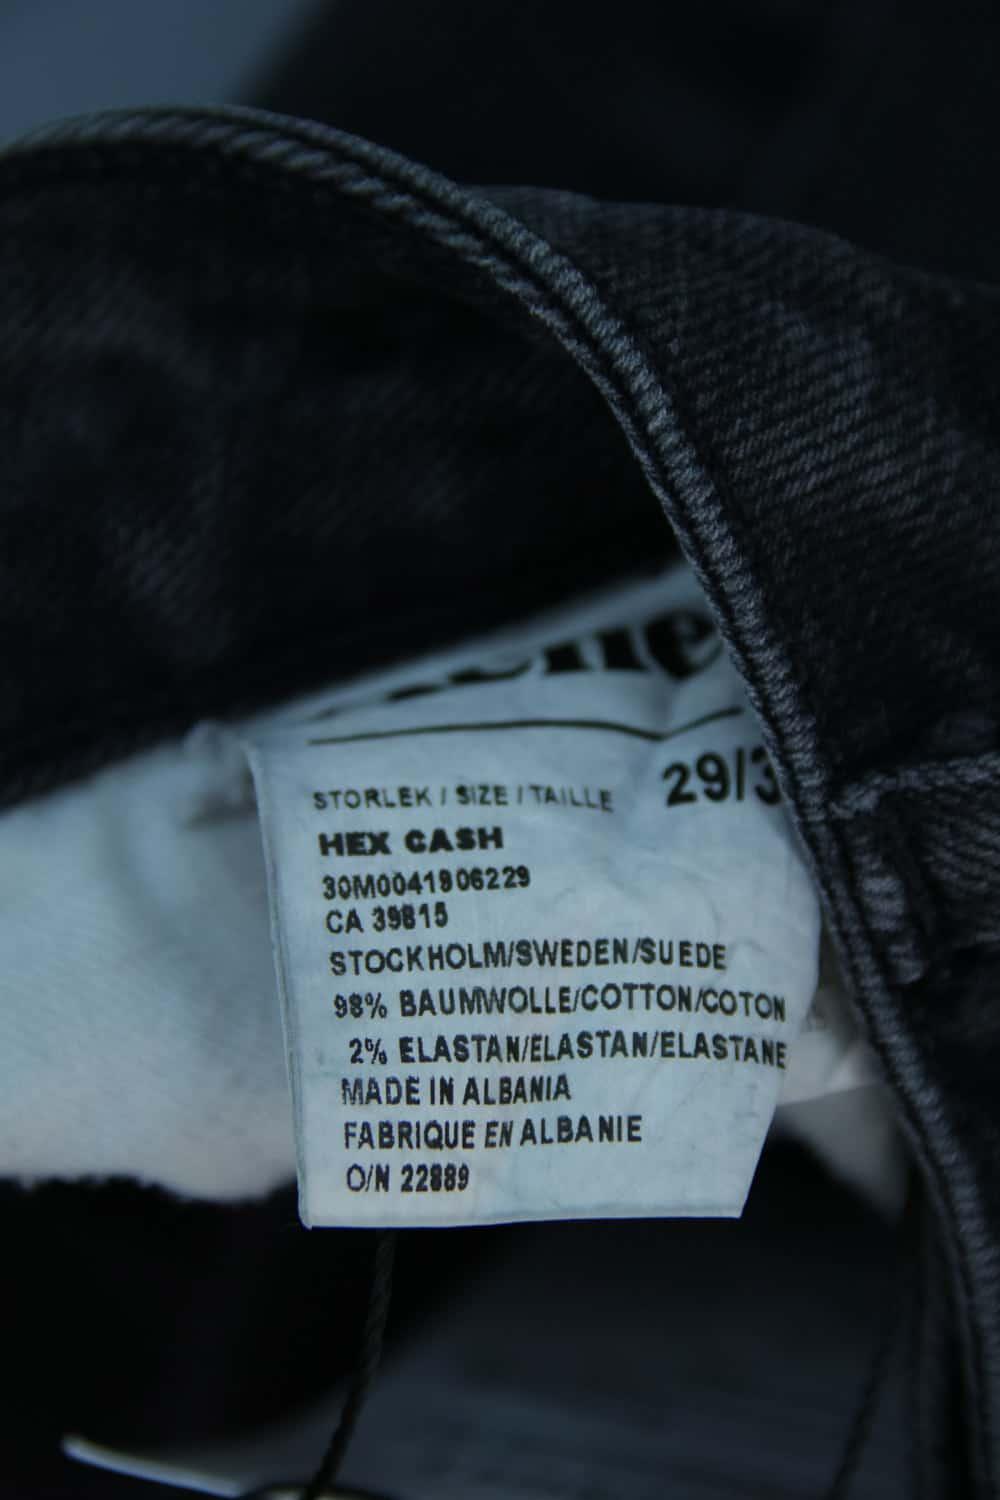 STORLEK / SIZE / TAILLE 29/3
HEX CASH
30M0041906229
CA 39815
STOCKHOLM/SWEDEN/SUEDE
98% BAUMWOLLE/COTTON/COTON
2% ELASTAN/ELASTAN/ELASTANE
MADE IN ALBANIA
FABRIQUE EN ALBANIE
O/N 22889